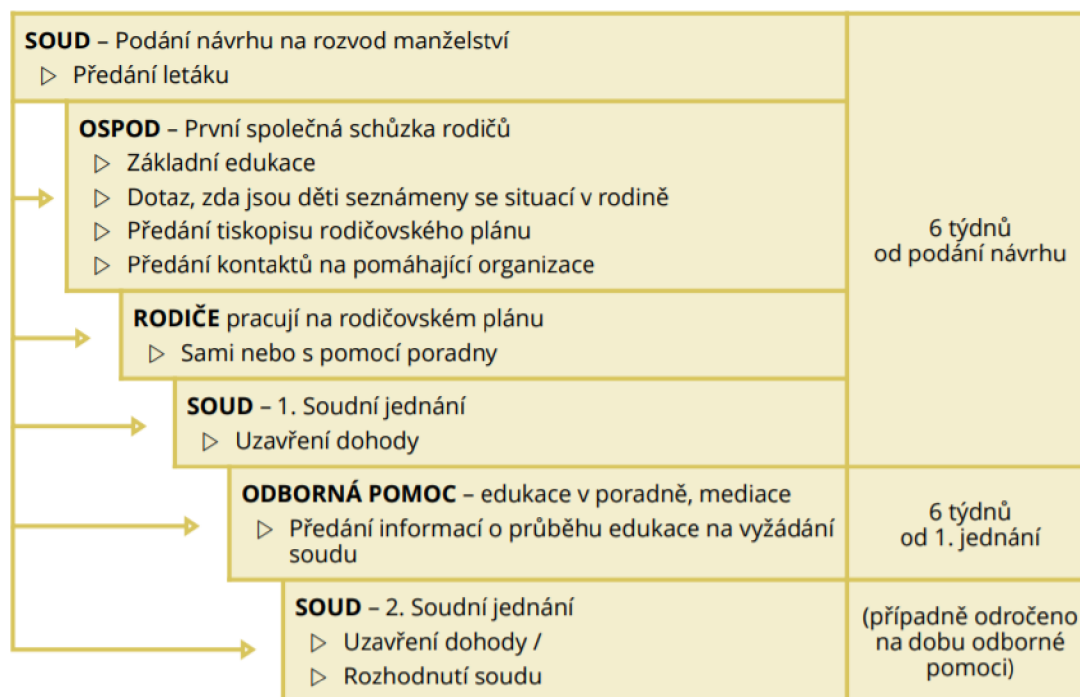 SOUD – Podání návrhu na rozvod manželství
▷ Předání letáku
OSPOD – První společná schůzka rodičů
▷ Základní edukace
▷ Dotaz, zda jsou děti seznámeny se situací v rodině
▷ Předání tiskopisu rodičovského plánu
▷ Předání kontaktů na pomáhající organizace
RODIČE pracují na rodičovském plánu
▷ Sami nebo s pomocí poradny
SOUD – 1. Soudní jednání
▷ Uzavření dohody
6 týdnů
od podání návrhu
ODBORNÁ POMOC – edukace v poradně, mediace
▷ Předání informací o průběhu edukace na vyžádání
soudu
6 týdnů
od 1. jednání
SOUD – 2. Soudní jednání
▷ Uzavření dohody /
▷ Rozhodnutí soudu
(případně odročeno
na dobu odborné
pomoci)